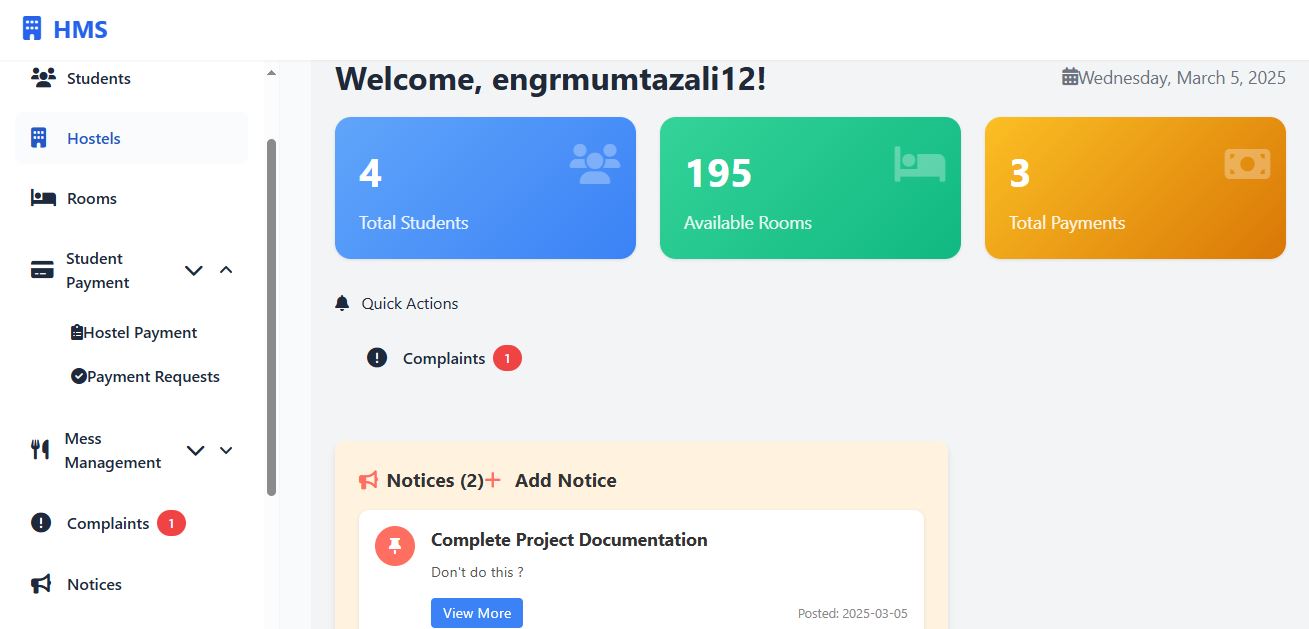 HMS
Students
Hostels
Rooms
Student
Payment
Hostel Payment
Payment Requests
Mess
Management
Complaints 1
Notices
Welcome, engrmumtazali12!
Wednesday, March 5, 2025
4
Total Students
195
Available Rooms
3
Total Payments
Quick Actions
Complaints 1
Notices (2)
Add Notice
Complete Project Documentation
Don't do this ?
View More
Posted: 2025-03-05